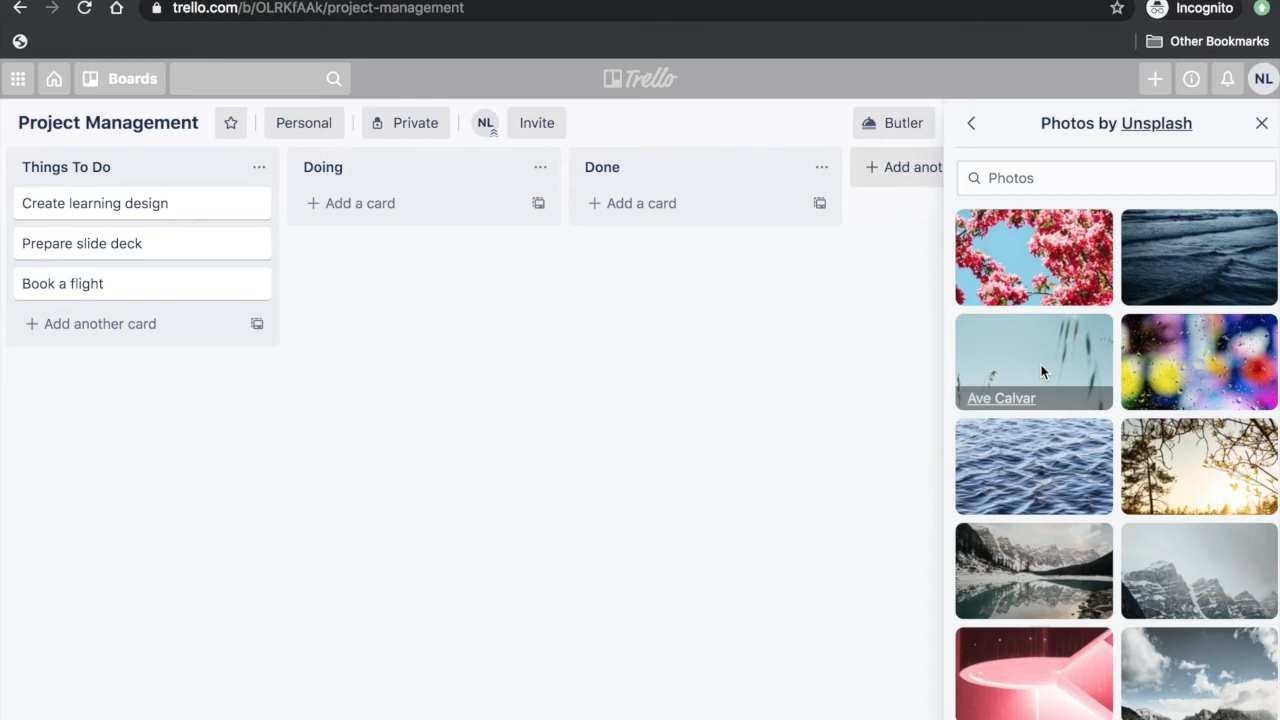 trello.com/b/OLRKfAAk/project-management
Incognito
Other Bookmarks
Boards
Trello
NL
Project Management
Personal
Private
NL
Invite
Butler
Photos by Unsplash
Things To Do
Doing
Done
Add anot
Photos
Create learning design
Add a card
Add a card
Prepare slide deck
Book a flight
Add another card
Ave Calvar